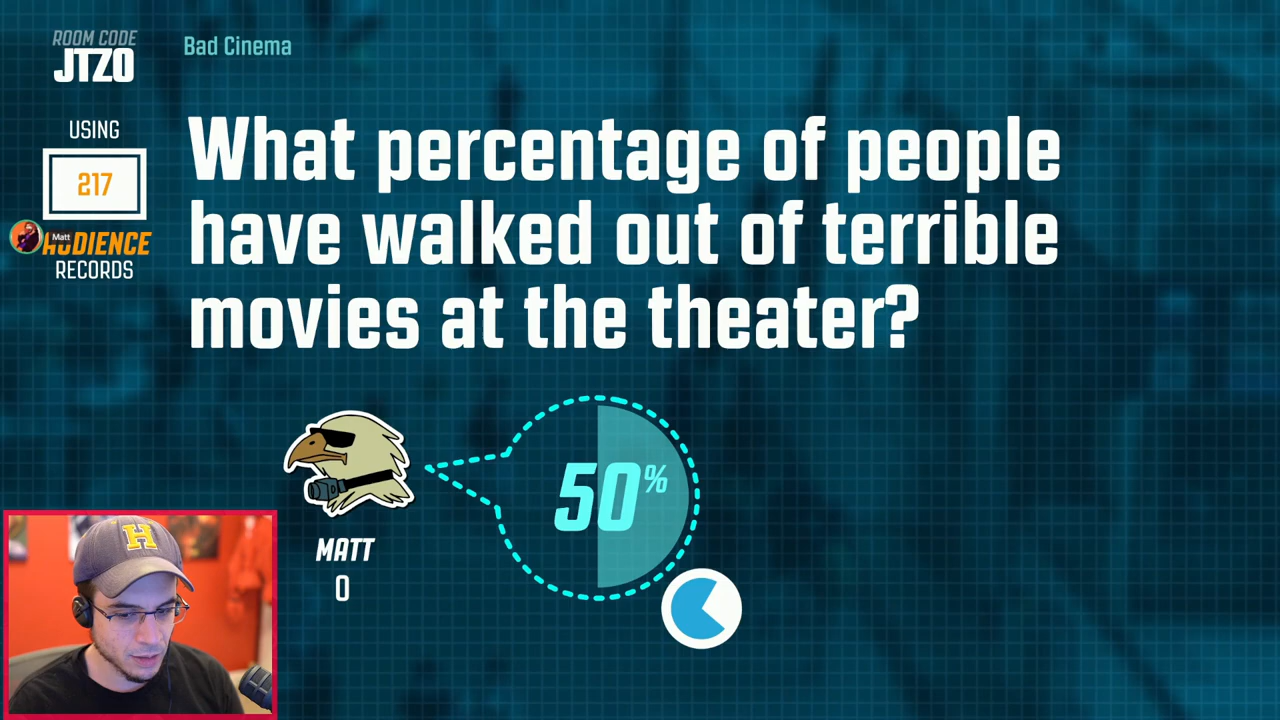 ROOM CODE
JTZO
Bad Cinema
USING
217
Matt
AUDIENCE
RECORDS
What percentage of people
have walked out of terrible
movies at the theater?
50%
MATT
0
H